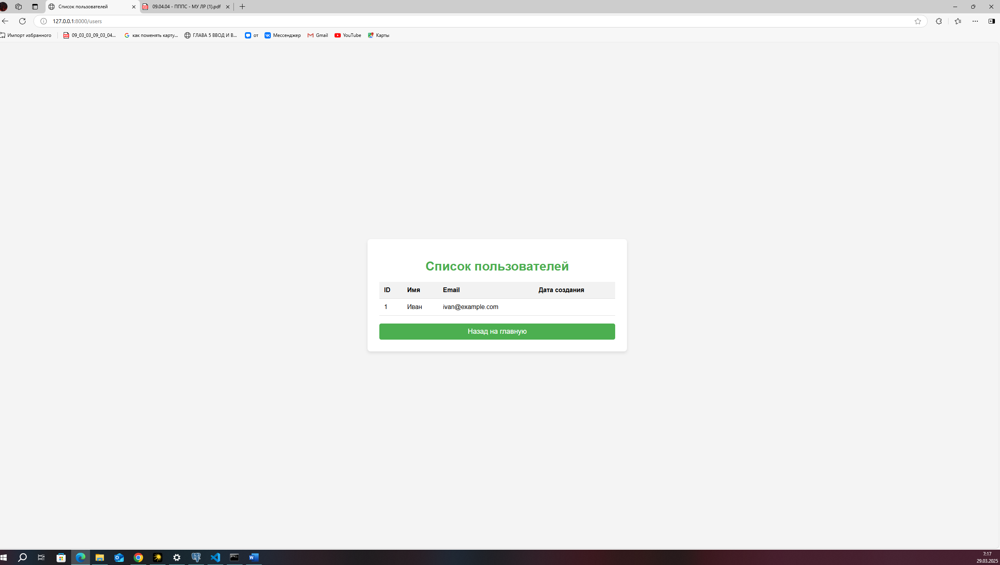 Список пользователей
09.04.04 - ПППС - МУ ЛР (1).pdf
127.0.0.1:8000/users
Импорт избранного
09_03_03_09_03_04...
как поменять карту...
ГЛАВА 5 ВВОД И В...
от
Мессенджер
Gmail
YouTube
Карты
Список пользователей
ID Имя Email Дата создания
1 Иван ivan@example.com
Назад на главную
7:17
29.03.2025